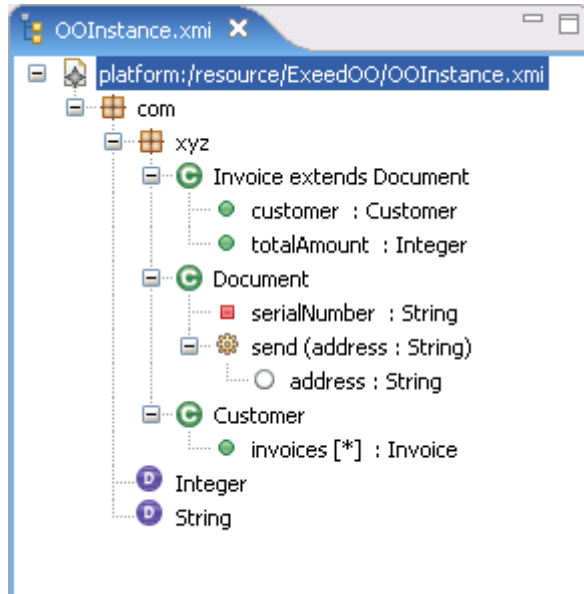 OOInstance.xmi
platform:/resource/ExeedOO/OOInstance.xmi
com
xyz
C Invoice extends Document
customer : Customer
totalAmount : Integer
C Document
serialNumber : String
send (address : String)
address : String
C Customer
invoices [*] : Invoice
D Integer
D String